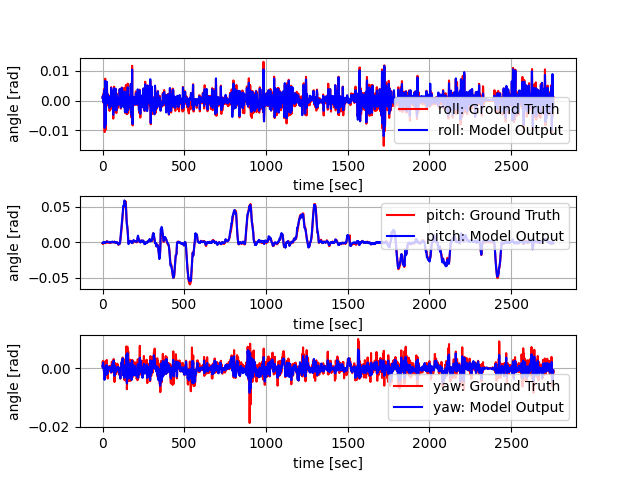 0.01
0.00
−0.01
angle [rad]
roll: Ground Truth
roll: Model Output
0 500 1000 1500 2000 2500
time [sec]
0.05
0.00
−0.05
angle [rad]
pitch: Ground Truth
pitch: Model Output
0 500 1000 1500 2000 2500
time [sec]
0.00
−0.02
angle [rad]
yaw: Ground Truth
yaw: Model Output
0 500 1000 1500 2000 2500
time [sec]